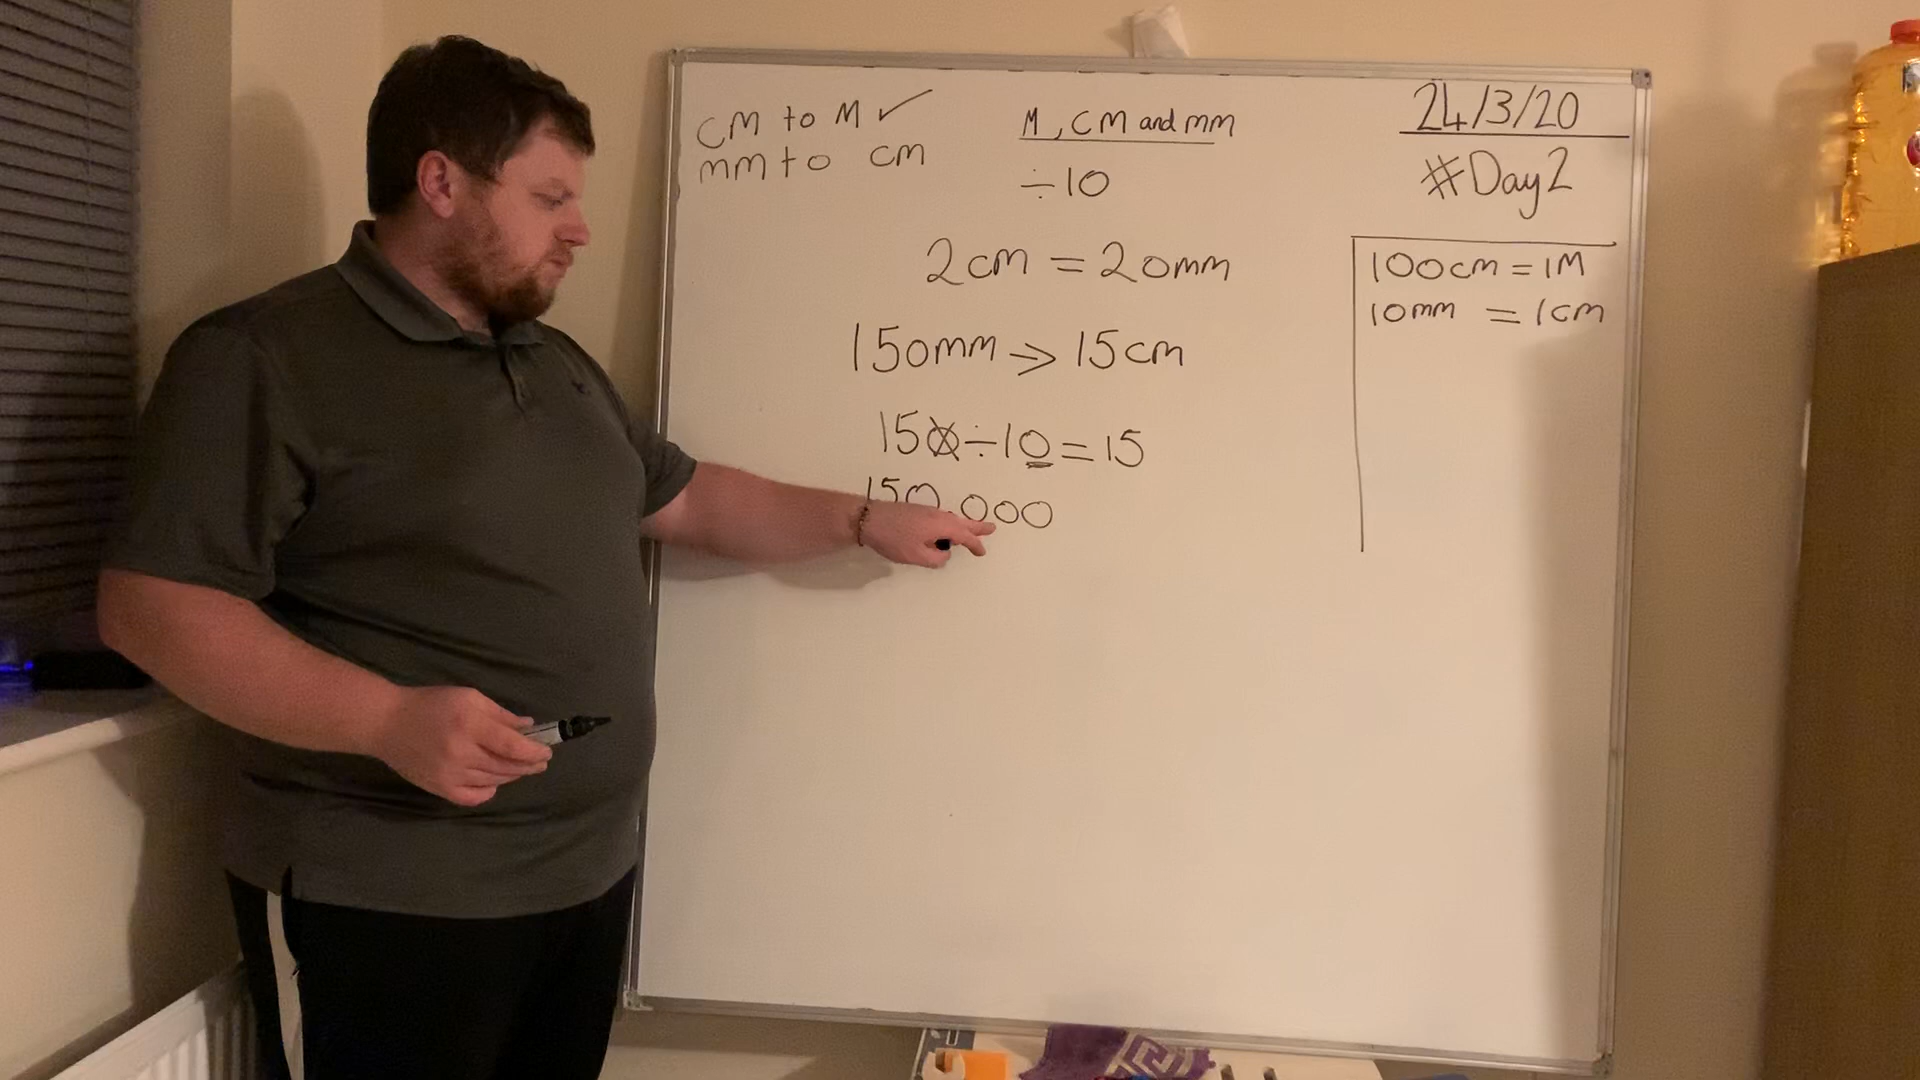 cm to M ✓
mm to cm
M, cm and mm
÷10
2cm = 20mm
150mm -> 15cm
150÷10=15
150.000
24/3/20
#Day2
100cm = 1M
10mm = 1cm